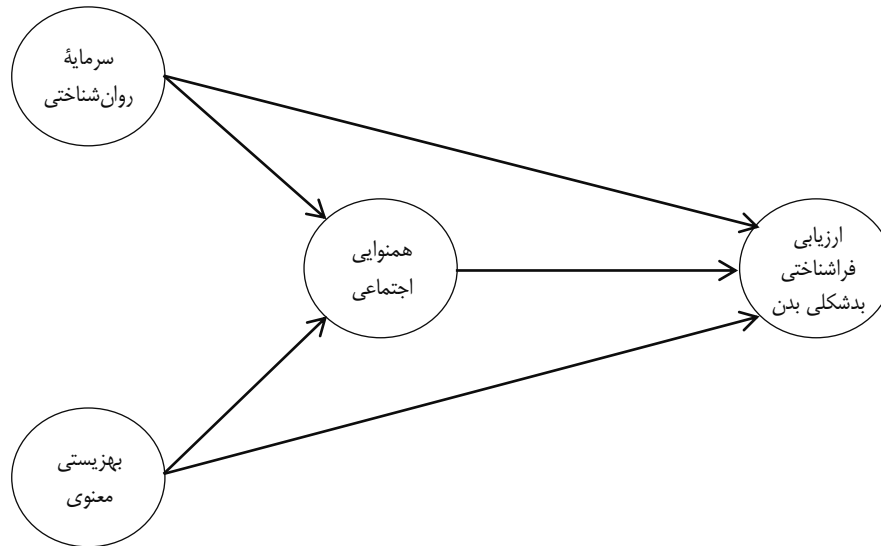 سرمایۀ
روان‌شناختی
همنوایی
اجتماعی
ارزیابی
فراشناختی
بدشکلی بدن
بهزیستی
معنوی